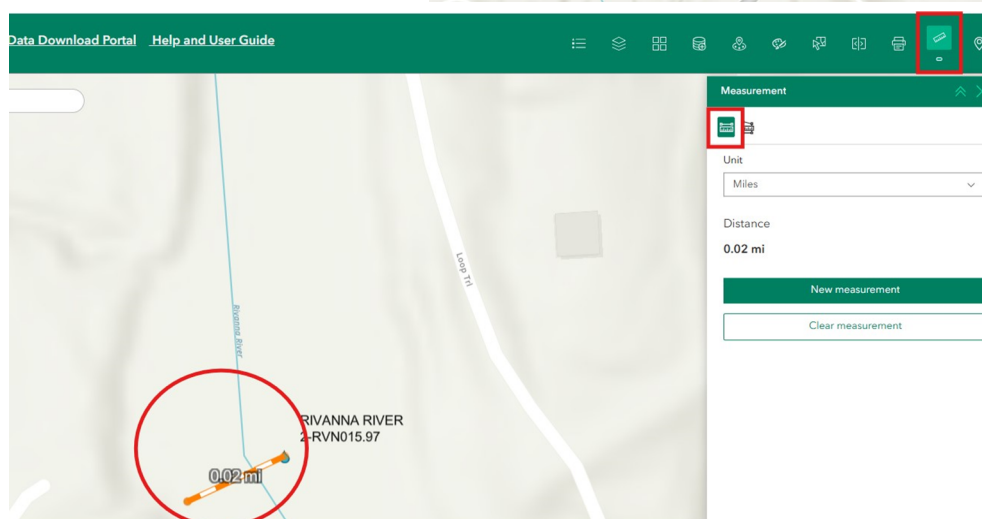 Data Download Portal Help and User Guide
Measurement
Unit
Miles
Distance
0.02 mi
New measurement
Clear measurement
Loop Trl
Rivanna River
RIVANNA RIVER
2-RVN015.97
0.02 mi